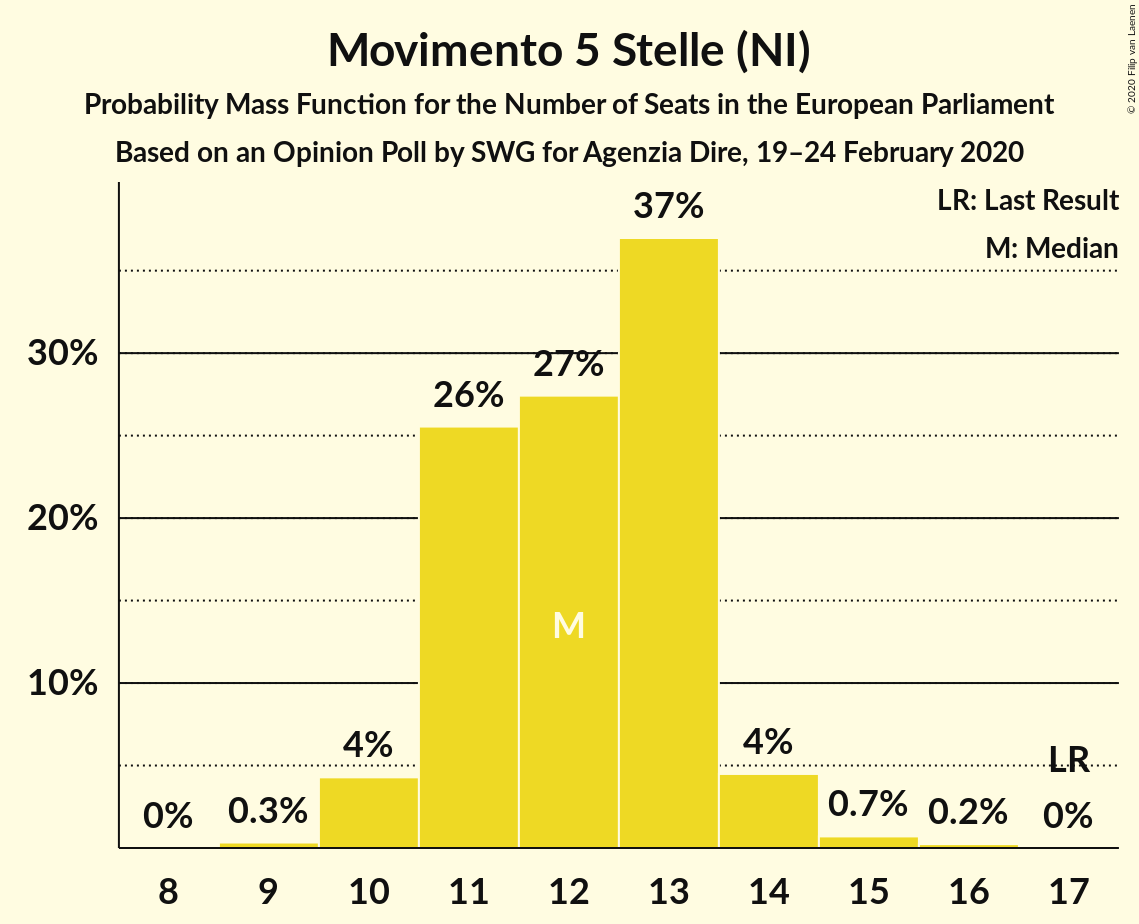 Movimento 5 Stelle (NI)
Probability Mass Function for the Number of Seats in the European Parliament
Based on an Opinion Poll by SWG for Agenzia Dire, 19–24 February 2020
© 2020 Filip van Laenen
LR: Last Result
M: Median
37%
30%
27%
26%
20%
M
10%
4%
4%
LR
0%
0.3%
0.7%
0.2%
0%
8 9 10 11 12 13 14 15 16 17